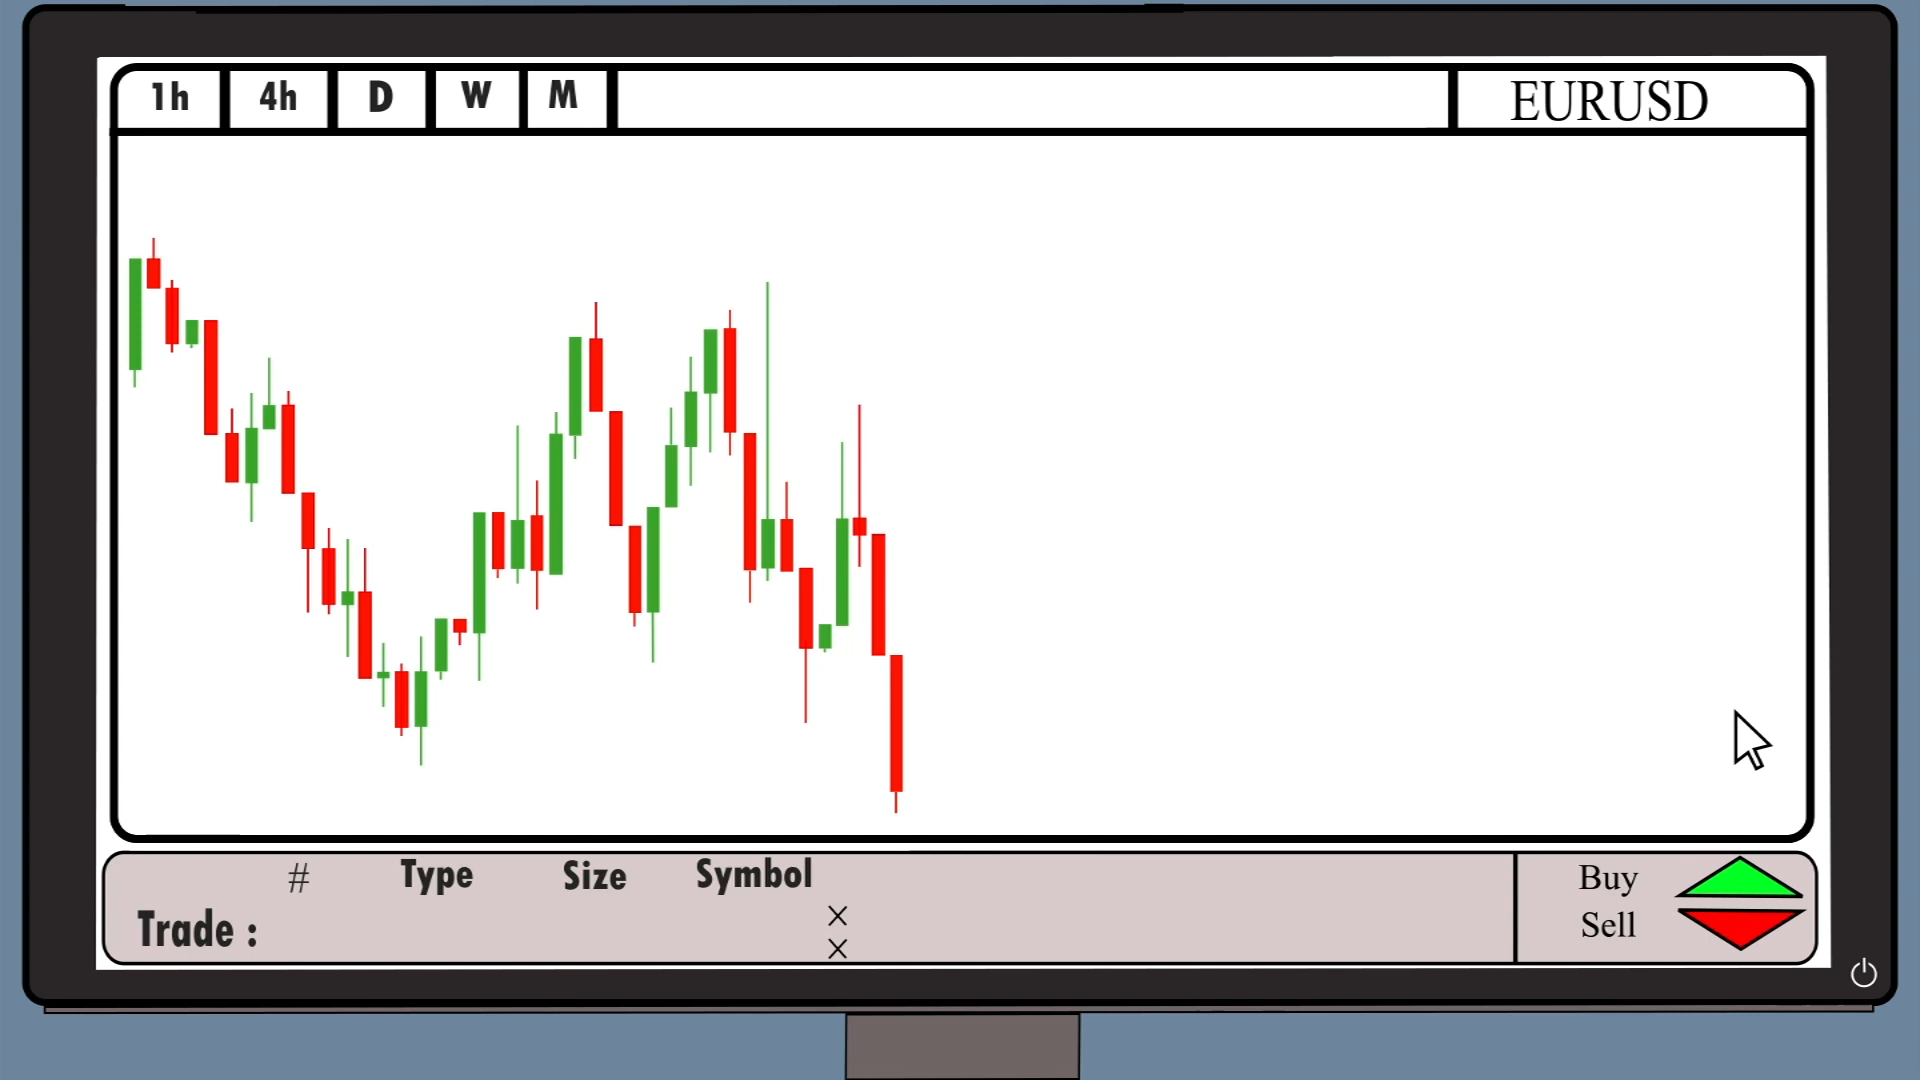 1h 4h D W M EURUSD
# Type Size Symbol
Buy
Trade :
Sell